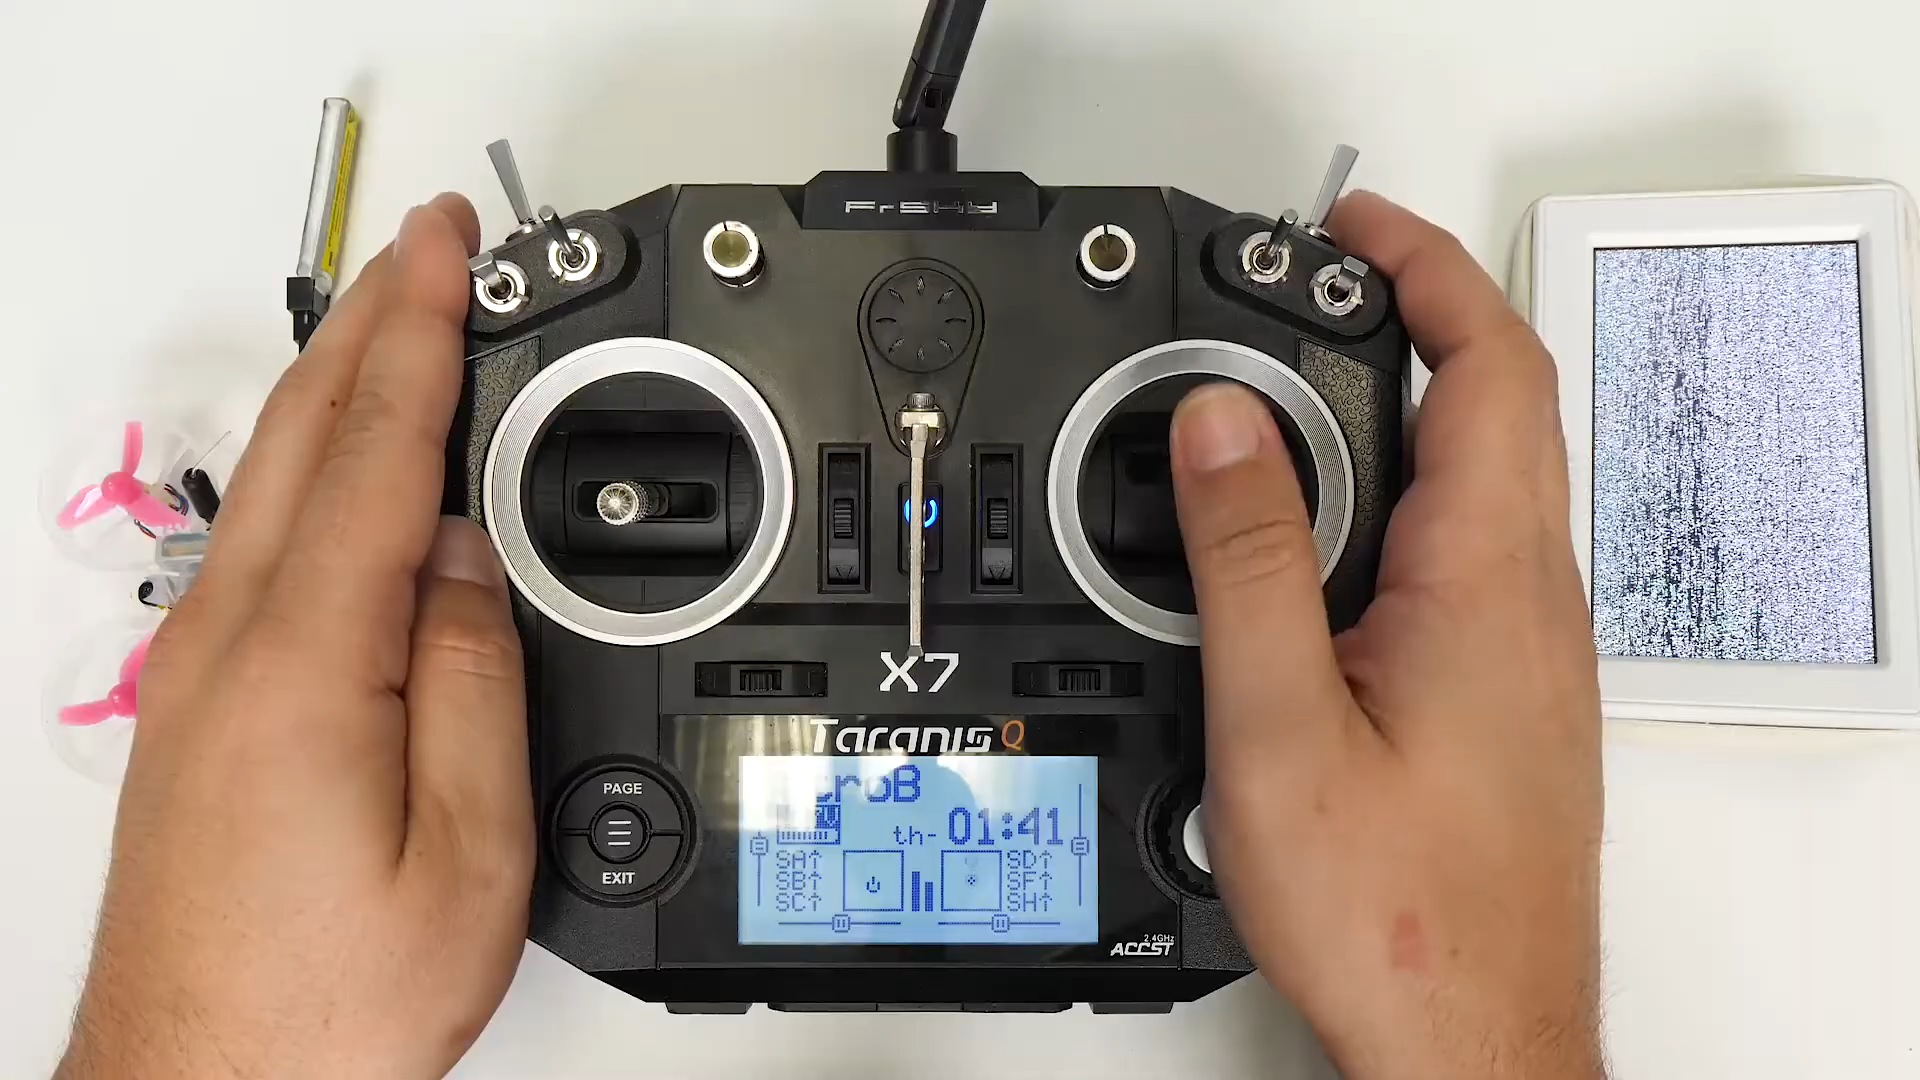 FrSKY
X7
Taranis Q
PAGE
EXIT
th- 01:41
SA↑
SB↑
SC↑
SD↑
SF↑
SH↑
2.4GHz
ACCST